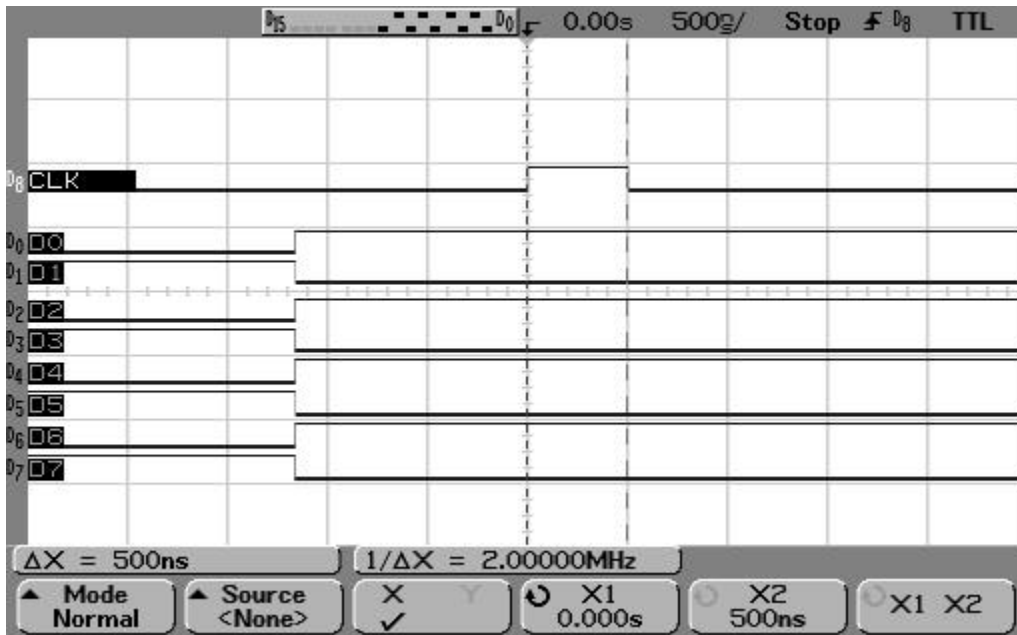 D15 D0 0.00s 500ns/ Stop D8 TTL
D8 CLK
D0 D0
D1 D1
D2 D2
D3 D3
D4 D4
D5 D5
D6 D6
D7 D7
ΔX = 500ns 1/ΔX = 2.00000MHz
Mode Source X Y X1 X2 X1 X2
Normal <None> ✓ 0.000s 500ns